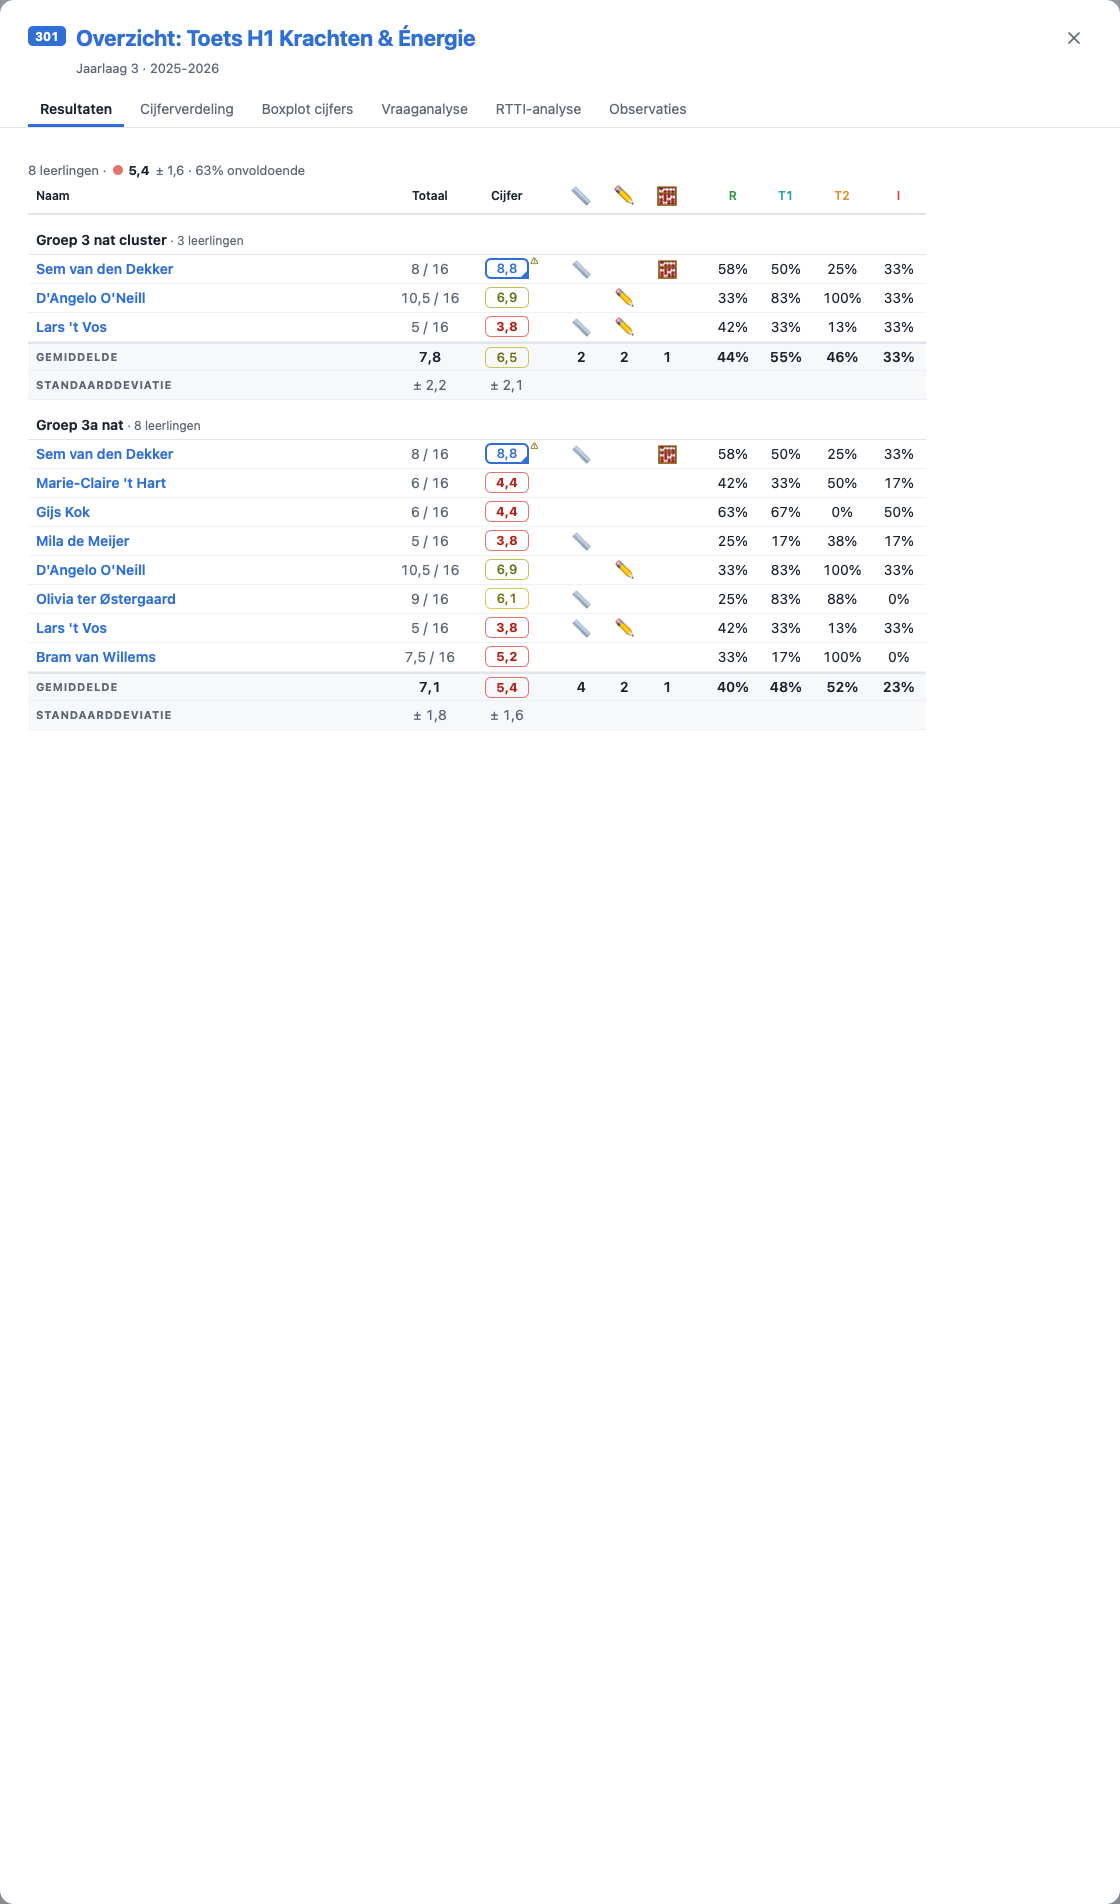 301 Overzicht: Toets H1 Krachten & Énergie
Jaarlaag 3 · 2025-2026
Resultaten Cijferverdeling Boxplot cijfers Vraaganalyse RTTI-analyse Observaties
8 leerlingen · 5,4 ± 1,6 · 63% onvoldoende
Naam Totaal Cijfer R T1 T2 I
Groep 3 nat cluster · 3 leerlingen
Sem van den Dekker 8 / 16 8,8 58% 50% 25% 33%
D'Angelo O'Neill 10,5 / 16 6,9 33% 83% 100% 33%
Lars 't Vos 5 / 16 3,8 42% 33% 13% 33%
GEMIDDELDE 7,8 6,5 2 2 1 44% 55% 46% 33%
STANDAARDDEVIATIE ± 2,2 ± 2,1
Groep 3a nat · 8 leerlingen
Sem van den Dekker 8 / 16 8,8 58% 50% 25% 33%
Marie-Claire 't Hart 6 / 16 4,4 42% 33% 50% 17%
Gijs Kok 6 / 16 4,4 63% 67% 0% 50%
Mila de Meijer 5 / 16 3,8 25% 17% 38% 17%
D'Angelo O'Neill 10,5 / 16 6,9 33% 83% 100% 33%
Olivia ter Østergaard 9 / 16 6,1 25% 83% 88% 0%
Lars 't Vos 5 / 16 3,8 42% 33% 13% 33%
Bram van Willems 7,5 / 16 5,2 33% 17% 100% 0%
GEMIDDELDE 7,1 5,4 4 2 1 40% 48% 52% 23%
STANDAARDDEVIATIE ± 1,8 ± 1,6